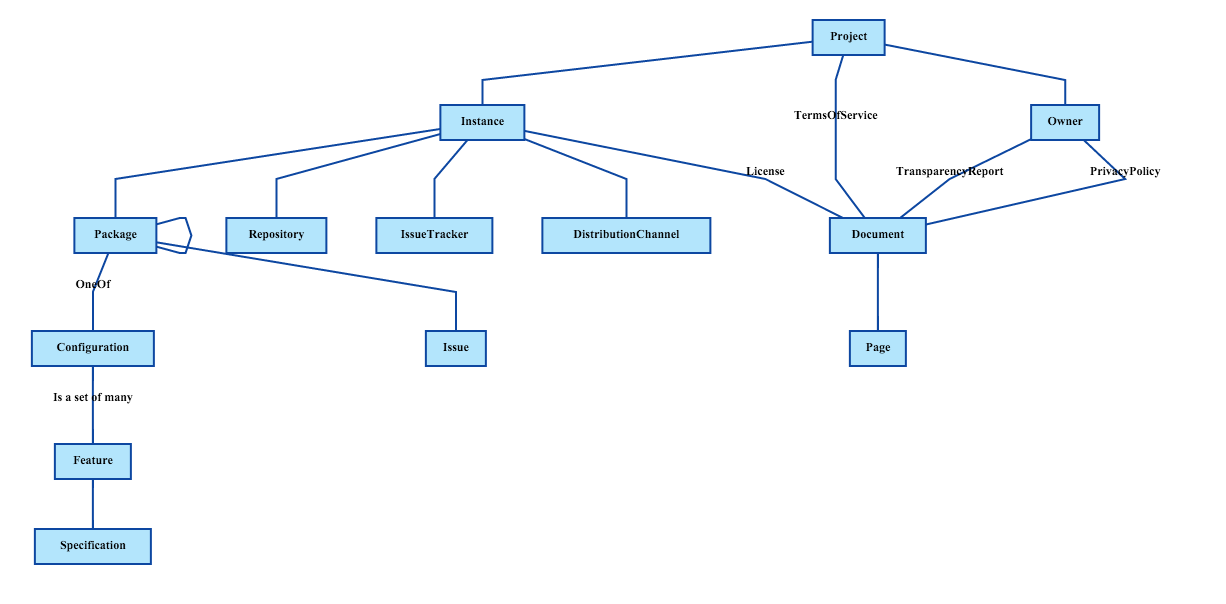 Project
TermsOfService
Instance
Owner
License
TransparencyReport
PrivacyPolicy
Package
Repository
IssueTracker
DistributionChannel
Document
OneOf
Configuration
Issue
Page
Is a set of many
Feature
Specification